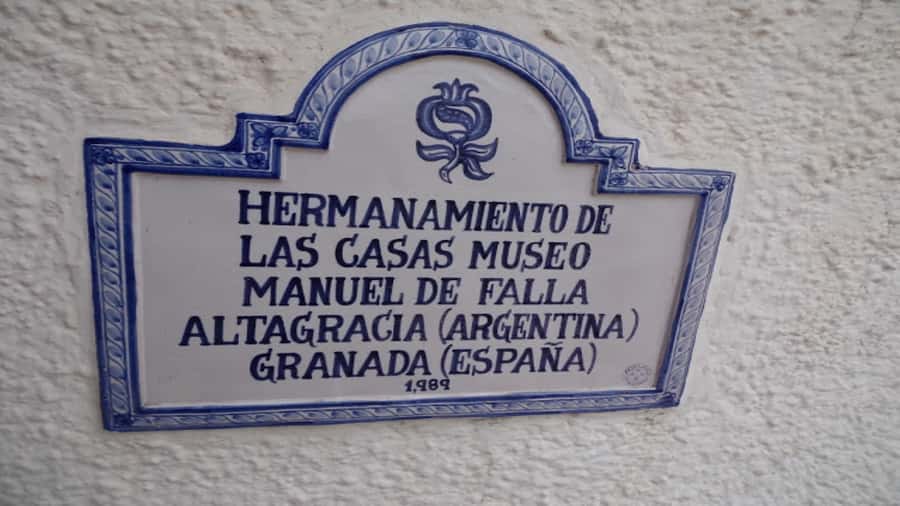 HERMANAMIENTO DE
LAS CASAS MUSEO
MANUEL DE FALLA
ALTAGRACIA (ARGENTINA)
GRANADA (ESPAÑA)
1,989